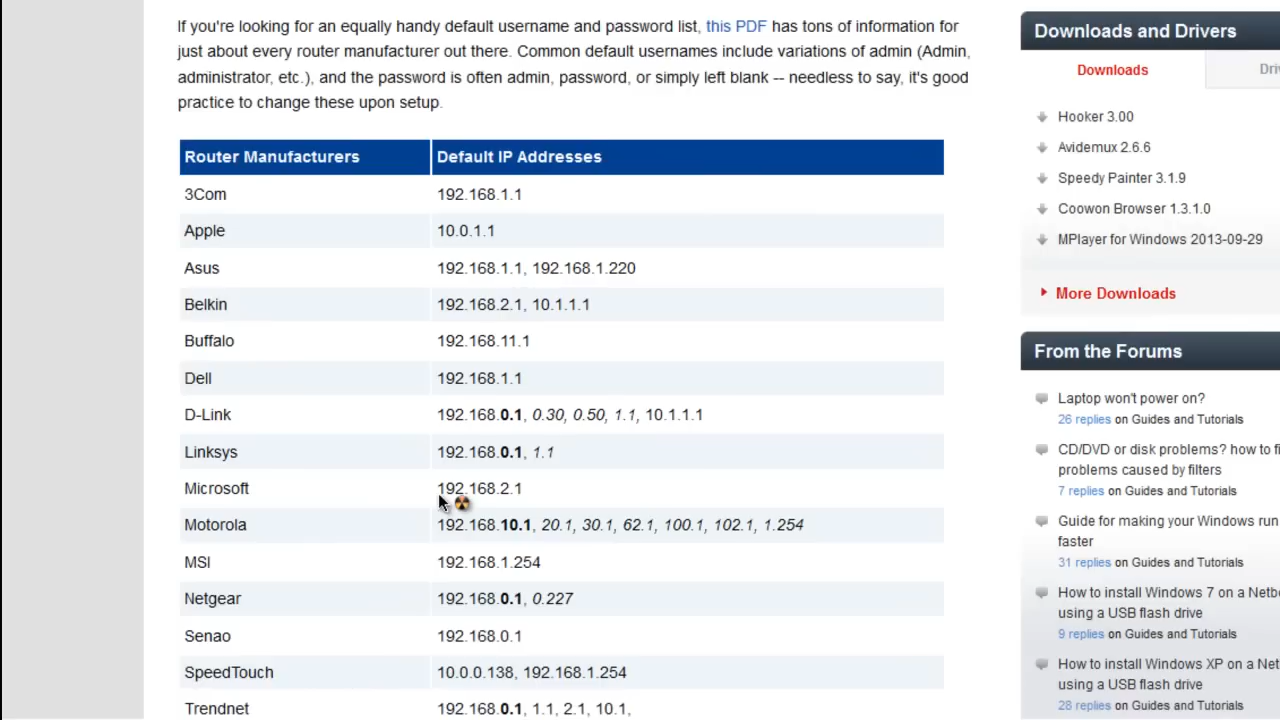 If you're looking for an equally handy default username and password list, this PDF has tons of information for
just about every router manufacturer out there. Common default usernames include variations of admin (Admin,
administrator, etc.), and the password is often admin, password, or simply left blank -- needless to say, it's good
practice to change these upon setup.
Router Manufacturers Default IP Addresses
3Com 192.168.1.1
Apple 10.0.1.1
Asus 192.168.1.1, 192.168.1.220
Belkin 192.168.2.1, 10.1.1.1
Buffalo 192.168.11.1
Dell 192.168.1.1
D-Link 192.168.0.1, 0.30, 0.50, 1.1, 10.1.1.1
Linksys 192.168.0.1, 1.1
Microsoft 192.168.2.1
Motorola 192.168.10.1, 20.1, 30.1, 62.1, 100.1, 102.1, 1.254
MSI 192.168.1.254
Netgear 192.168.0.1, 0.227
Senao 192.168.0.1
SpeedTouch 10.0.0.138, 192.168.1.254
Trendnet 192.168.0.1, 1.1, 2.1, 10.1,
Downloads and Drivers
Downloads Dri
Hooker 3.00
Avidemux 2.6.6
Speedy Painter 3.1.9
Coowon Browser 1.3.1.0
MPlayer for Windows 2013-09-29
More Downloads
From the Forums
Laptop won't power on?
26 replies on Guides and Tutorials
CD/DVD or disk problems? how to fi
problems caused by filters
7 replies on Guides and Tutorials
Guide for making your Windows run
faster
31 replies on Guides and Tutorials
How to install Windows 7 on a Netb
using a USB flash drive
9 replies on Guides and Tutorials
How to install Windows XP on a Net
using a USB flash drive
28 replies on Guides and Tutorials